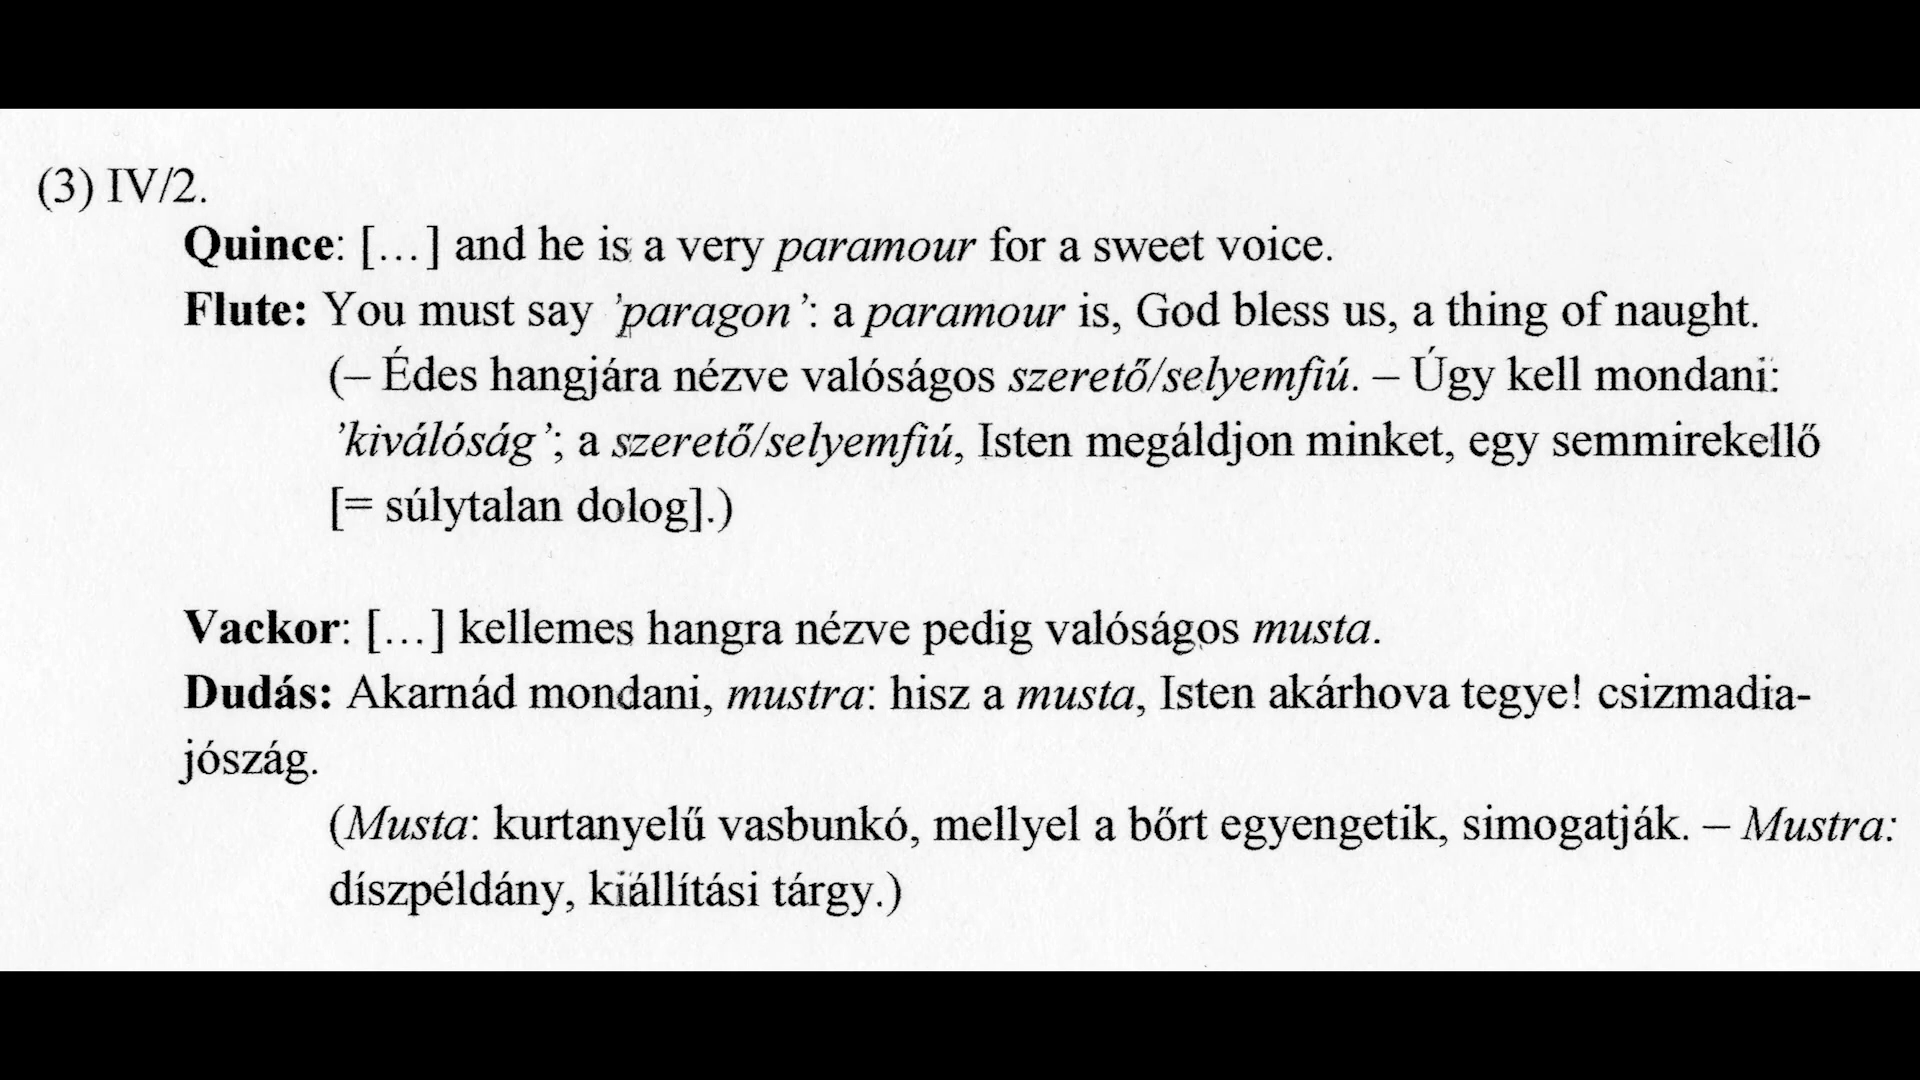 (3) IV/2.
Quince: […] and he is a very paramour for a sweet voice.
Flute: You must say ’paragon’: a paramour is, God bless us, a thing of naught.
(– Édes hangjára nézve valóságos szerető/selyemfiú. – Úgy kell mondani:
’kiválóság’; a szerető/selyemfiú, Isten megáldjon minket, egy semmirekellő
[= súlytalan dolog].)
Vackor: […] kellemes hangra nézve pedig valóságos musta.
Dudás: Akarnád mondani, mustra: hisz a musta, Isten akárhova tegye! csizmadia-
jószág.
(Musta: kurtanyelű vasbunkó, mellyel a bőrt egyengetik, simogatják. – Mustra:
díszpéldány, kiállítási tárgy.)